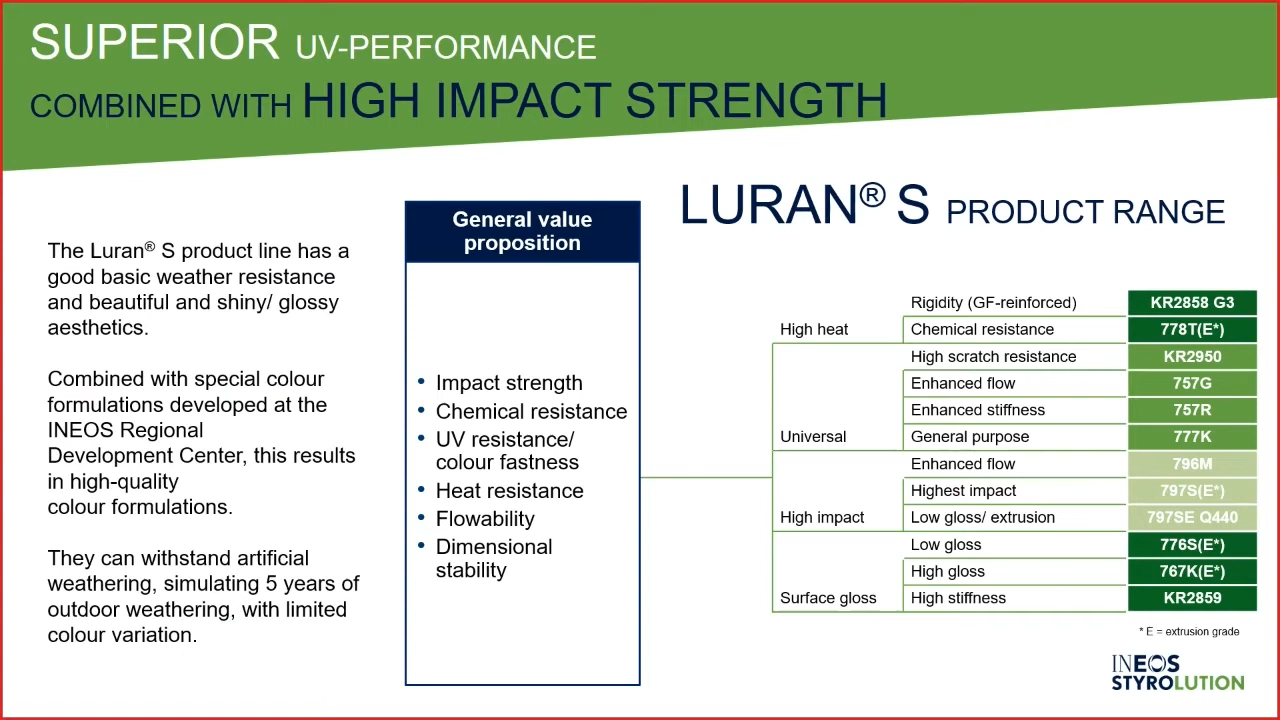 SUPERIOR UV-PERFORMANCE
COMBINED WITH HIGH IMPACT STRENGTH
LURAN® S PRODUCT RANGE
The Luran® S product line has a
good basic weather resistance
and beautiful and shiny/ glossy
aesthetics.
Combined with special colour
formulations developed at the
INEOS Regional
Development Center, this results
in high-quality
colour formulations.
They can withstand artificial
weathering, simulating 5 years of
outdoor weathering, with limited
colour variation.
General value
proposition
• Impact strength
• Chemical resistance
• UV resistance/
colour fastness
• Heat resistance
• Flowability
• Dimensional
stability
Rigidity (GF-reinforced) KR2858 G3
High heat Chemical resistance 778T(E*)
High scratch resistance KR2950
Enhanced flow 757G
Enhanced stiffness 757R
Universal General purpose 777K
Enhanced flow 796M
Highest impact 797S(E*)
High impact Low gloss/ extrusion 797SE Q440
Low gloss 776S(E*)
High gloss 767K(E*)
Surface gloss High stiffness KR2859
* E = extrusion grade
INEOS
STYROLUTION